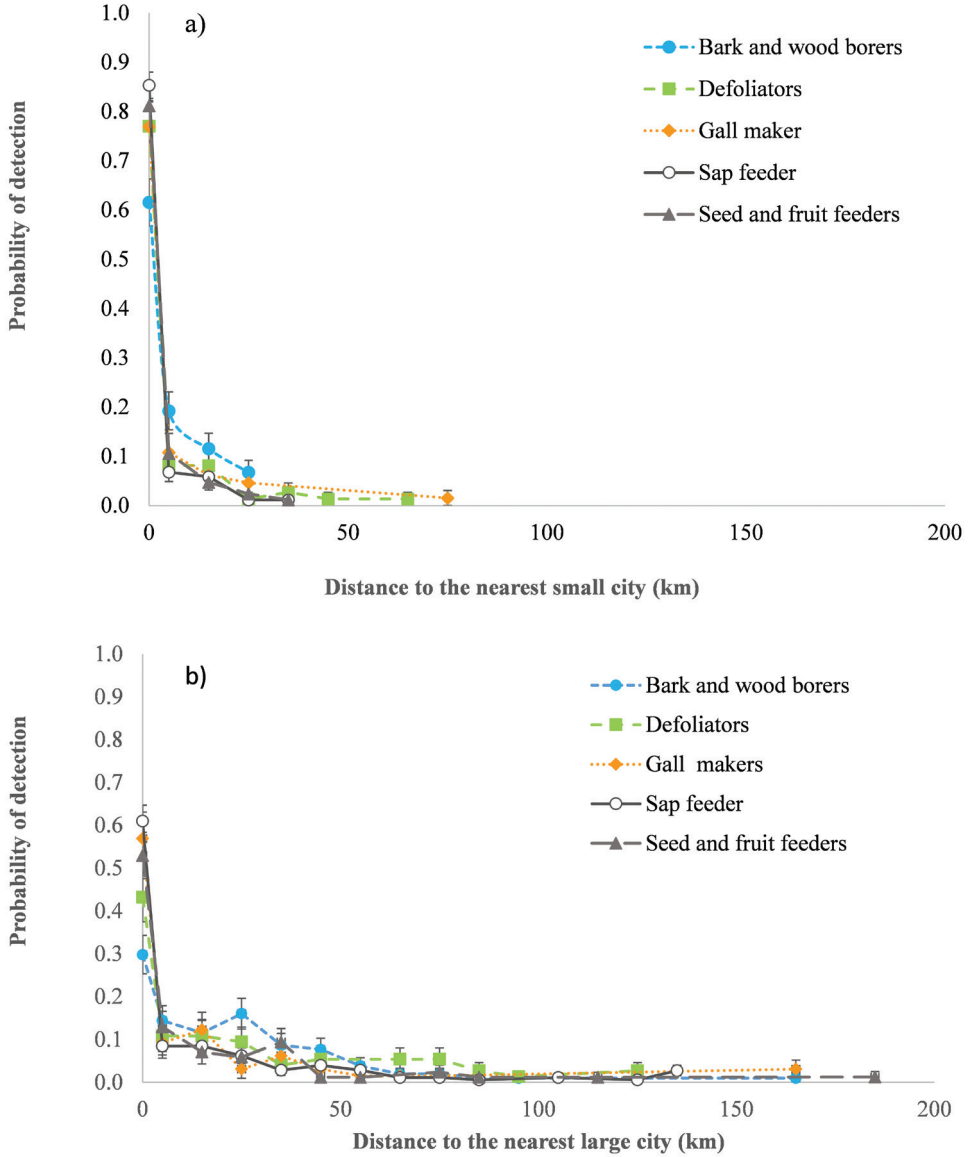 a)
1.0
0.9
0.8
0.7
0.6
0.5
0.4
0.3
0.2
0.1
0.0
Probability of detection
Bark and wood borers
Defoliators
Gall maker
Sap feeder
Seed and fruit feeders
0 50 100 150 200
Distance to the nearest small city (km)
b)
1.0
0.9
0.8
0.7
0.6
0.5
0.4
0.3
0.2
0.1
0.0
Probability of detection
Bark and wood borers
Defoliators
Gall makers
Sap feeder
Seed and fruit feeders
0 50 100 150 200
Distance to the nearest large city (km)